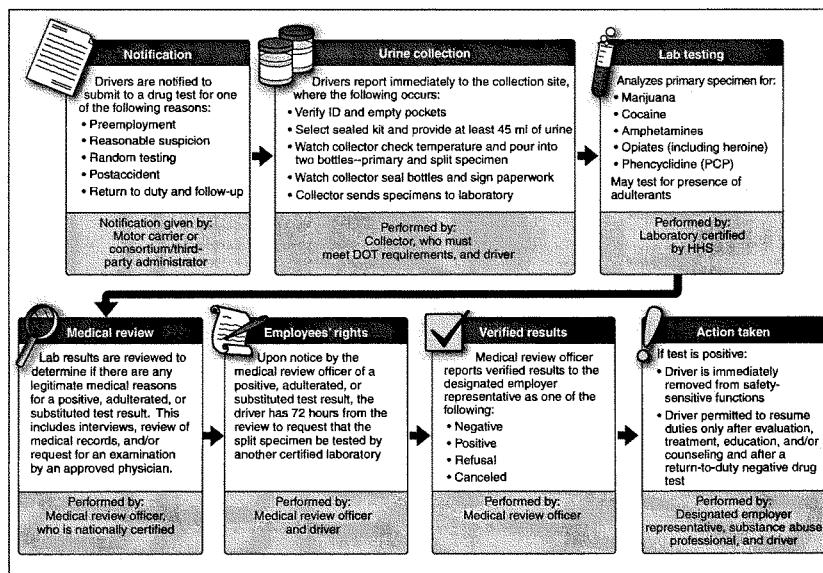 Notification
Drivers are notified to
submit to a drug test for one
of the following reasons:
• Preemployment
• Reasonable suspicion
• Random testing
• Postaccident
• Return to duty and follow-up
Notification given by:
Motor carrier or
consortium/third-
party administrator
Urine collection
Drivers report immediately to the collection site,
where the following occurs:
• Verify ID and empty pockets
• Select sealed kit and provide at least 45 ml of urine
• Watch collector check temperature and pour into
two bottles--primary and split specimen
• Watch collector seal bottles and sign paperwork
• Collector sends specimens to laboratory
Performed by:
Collector, who must
meet DOT requirements, and driver
Lab testing
Analyzes primary specimen for:
• Marijuana
• Cocaine
• Amphetamines
• Opiates (including heroine)
• Phencyclidine (PCP)
May test for presence of
adulterants
Performed by:
Laboratory certified
by HHS
Medical review
Lab results are reviewed to
determine if there are any
legitimate medical reasons
for a positive, adulterated, or
substituted test result. This
includes interviews, review of
medical records, and/or
request for an examination
by an approved physician.
Performed by:
Medical review officer,
who is nationally certified
Employees' rights
Upon notice by the
medical review officer of a
positive, adulterated, or
substituted test result, the
driver has 72 hours from the
review to request that the
split specimen be tested by
another certified laboratory
Performed by:
Medical review officer
and driver
Verified results
Medical review officer
reports verified results to the
designated employer
representative as one of the
following:
• Negative
• Positive
• Refusal
• Canceled
Performed by:
Medical review officer
Action taken
If test is positive:
• Driver is immediately
removed from safety-
sensitive functions
• Driver permitted to resume
duties only after evaluation,
treatment, education, and/or
counseling and after a
return-to-duty negative drug
test
Performed by:
Designated employer
representative, substance abuse
professional, and driver